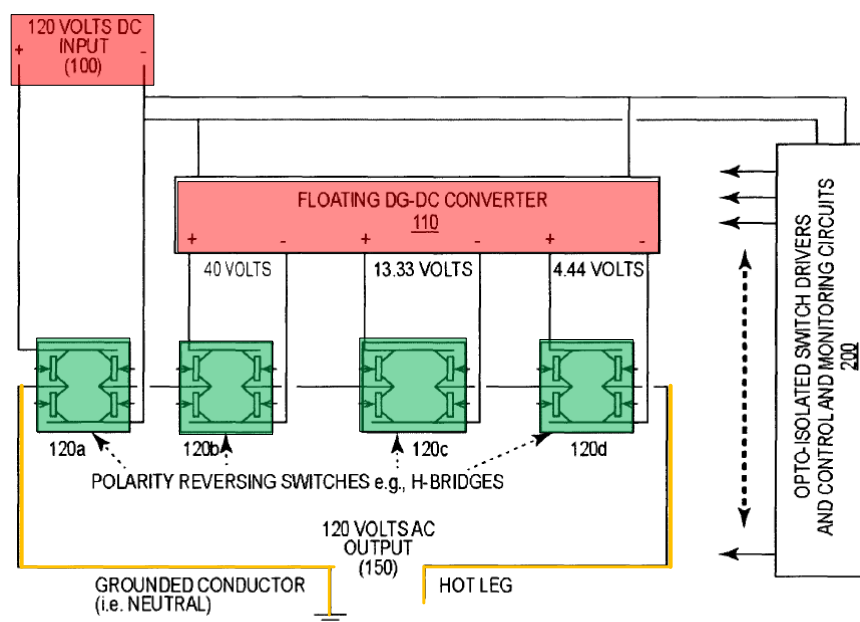 120 VOLTS DC
INPUT
(100)
+ -
FLOATING DG-DC CONVERTER
110
+ - + - + -
40 VOLTS 13.33 VOLTS 4.44 VOLTS
120a 120b 120c 120d
POLARITY REVERSING SWITCHES e.g., H-BRIDGES
120 VOLTS AC
OUTPUT
(150)
GROUNDED CONDUCTOR
(i.e. NEUTRAL)
HOT LEG
OPTO-ISOLATED SWITCH DRIVERS
AND CONTROL AND MONITORING CIRCUITS
200